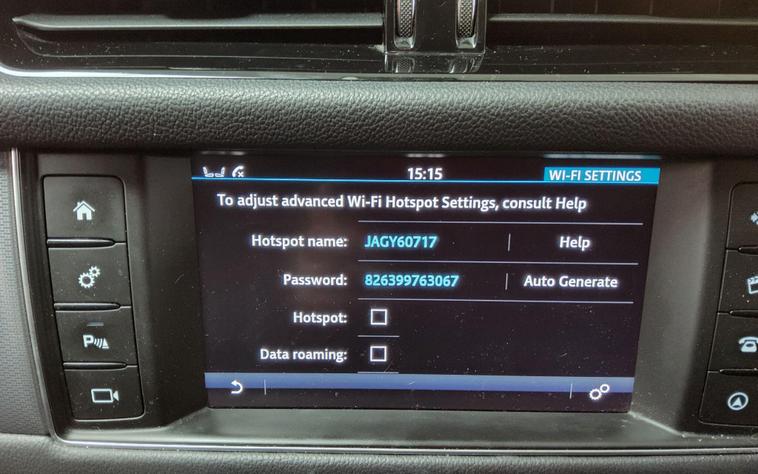 15:15 WI-FI SETTINGS
To adjust advanced Wi-Fi Hotspot Settings, consult Help
Hotspot name: JAGY60717 Help
Password: 826399763067 Auto Generate
Hotspot:
Data roaming:
P